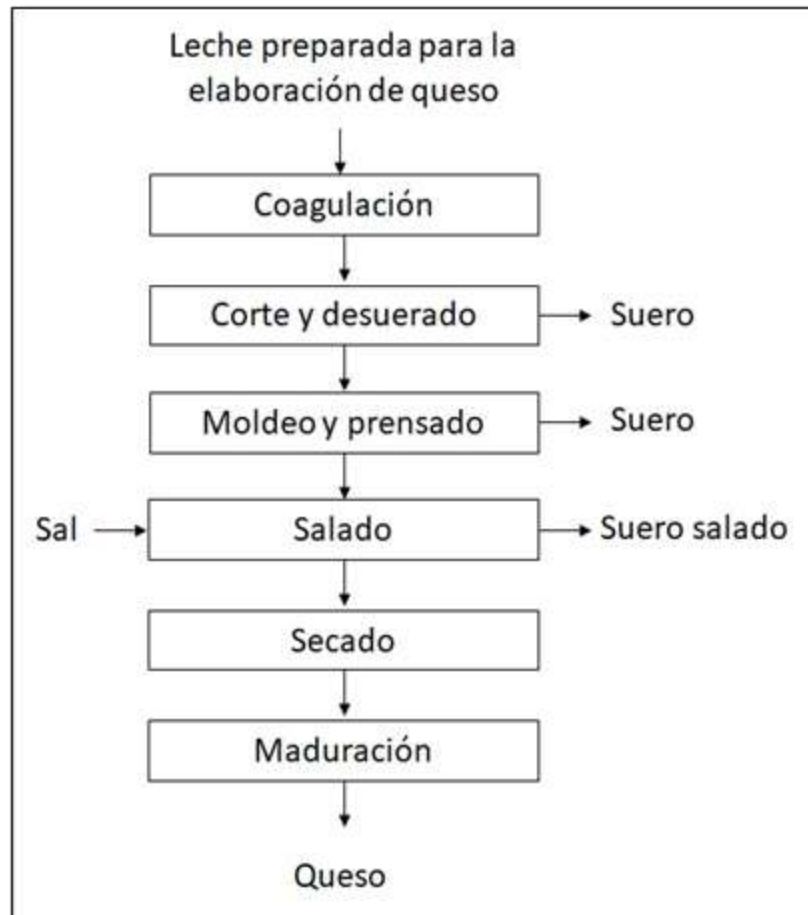 Leche preparada para la
elaboración de queso
Coagulación
Corte y desuerado
Suero
Moldeo y prensado
Suero
Sal
Salado
Suero salado
Secado
Maduración
Queso